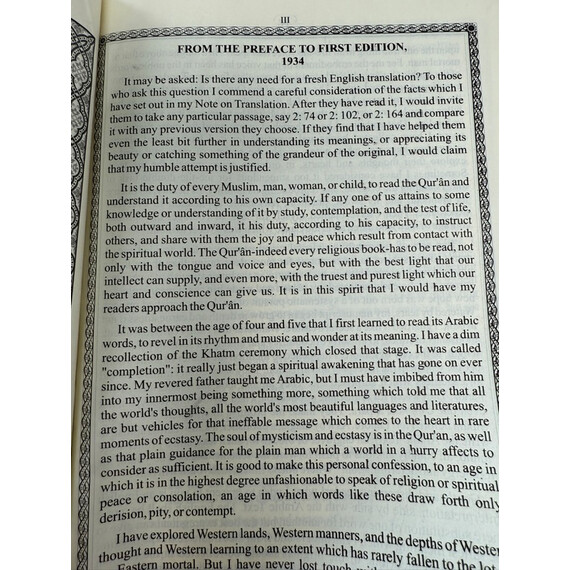 III
FROM THE PREFACE TO FIRST EDITION,
1934
It may be asked: Is there any need for a fresh English translation? To those
who ask this question I commend a careful consideration of the facts which I
have set out in my Note on Translation. After they have read it, I would invite
them to take any particular passage, say 2: 74 or 2: 102, or 2: 164 and compare
it with any previous version they choose. If they find that I have helped them
even the least bit further in understanding its meanings, or appreciating its
beauty or catching something of the grandeur of the original, I would claim
that my humble attempt is justified.
It is the duty of every Muslim, man, woman, or child, to read the Qur'ân and
understand it according to his own capacity. If any one of us attains to some
knowledge or understanding of it by study, contemplation, and the test of life,
both outward and inward, it his duty, according to his capacity, to instruct
others, and share with them the joy and peace which result from contact with
the spiritual world. The Qur'ân-indeed every religious book-has to be read, not
only with the tongue and voice and eyes, but with the best light that our
intellect can supply, and even more, with the truest and purest light which our
heart and conscience can give us. It is in this spirit that I would have my
readers approach the Qur'ân.
It was between the age of four and five that I first learned to read its Arabic
words, to revel in its rhythm and music and wonder at its meaning. I have a dim
recollection of the Khatm ceremony which closed that stage. It was called
"completion": it really just began a spiritual awakening that has gone on ever
since. My revered father taught me Arabic, but I must have imbibed from him
into my innermost being something more, something which told me that all
the world's thoughts, all the world's most beautiful languages and literatures,
are but vehicles for that ineffable message which comes to the heart in rare
moments of ecstasy. The soul of mysticism and ecstasy is in the Qur'an, as well
as that plain guidance for the plain man which a world in a hurry affects to
consider as sufficient. It is good to make this personal confession, to an age in
which it is in the highest degree unfashionable to speak of religion or spiritual
peace or consolation, an age in which words like these draw forth only
derision, pity, or contempt.
I have explored Western lands, Western manners, and the depths of Wester
thought and Western learning to an extent which has rarely fallen to the lot
Eastern mortal. But I have never lost touch with